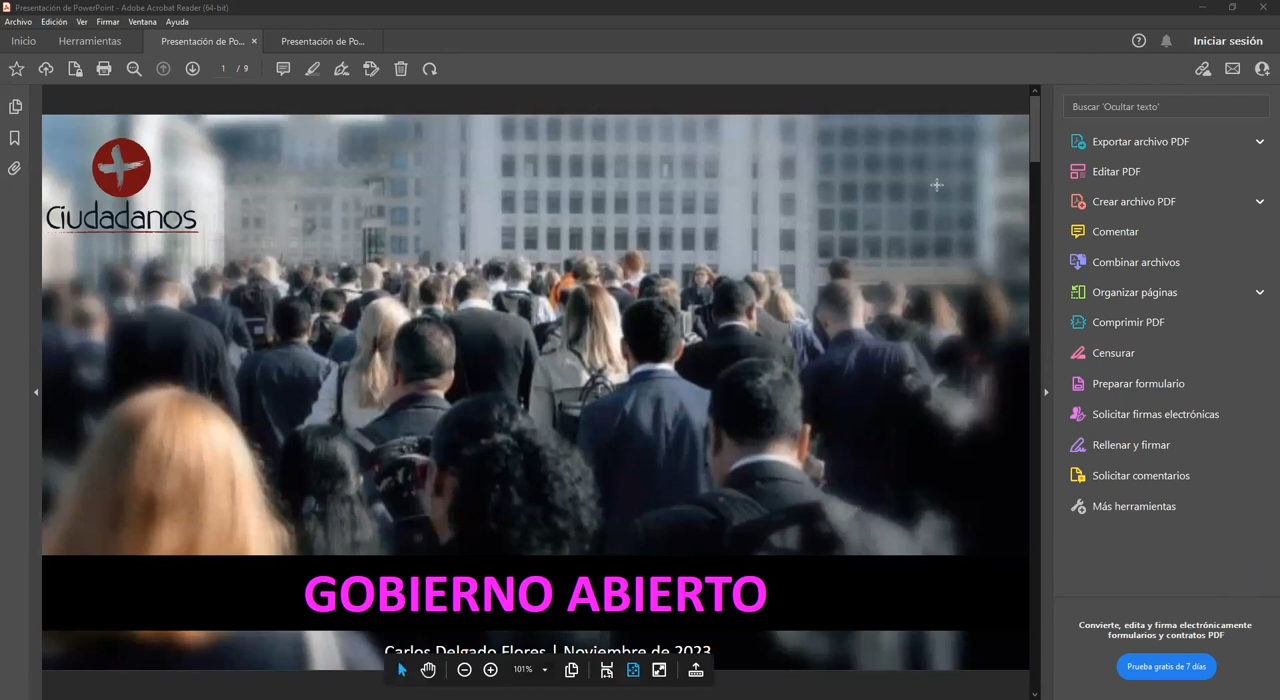 Presentación de PowerPoint - Adobe Acrobat Reader (64-bit)
Archivo Edición Ver Firmar Ventana Ayuda
Inicio Herramientas Presentación de Po... × Presentación de Po... Iniciar sesión
1 / 9
Buscar 'Ocultar texto'
Exportar archivo PDF
Editar PDF
Crear archivo PDF
Comentar
Combinar archivos
Organizar páginas
Comprimir PDF
Censurar
Preparar formulario
Solicitar firmas electrónicas
Rellenar y firmar
Solicitar comentarios
Más herramientas
Convierte, edita y firma electrónicamente
formularios y contratos PDF
Prueba gratis de 7 días
Ciudadanos
GOBIERNO ABIERTO
Carlos Delgado Flores | Noviembre de 2023
101%